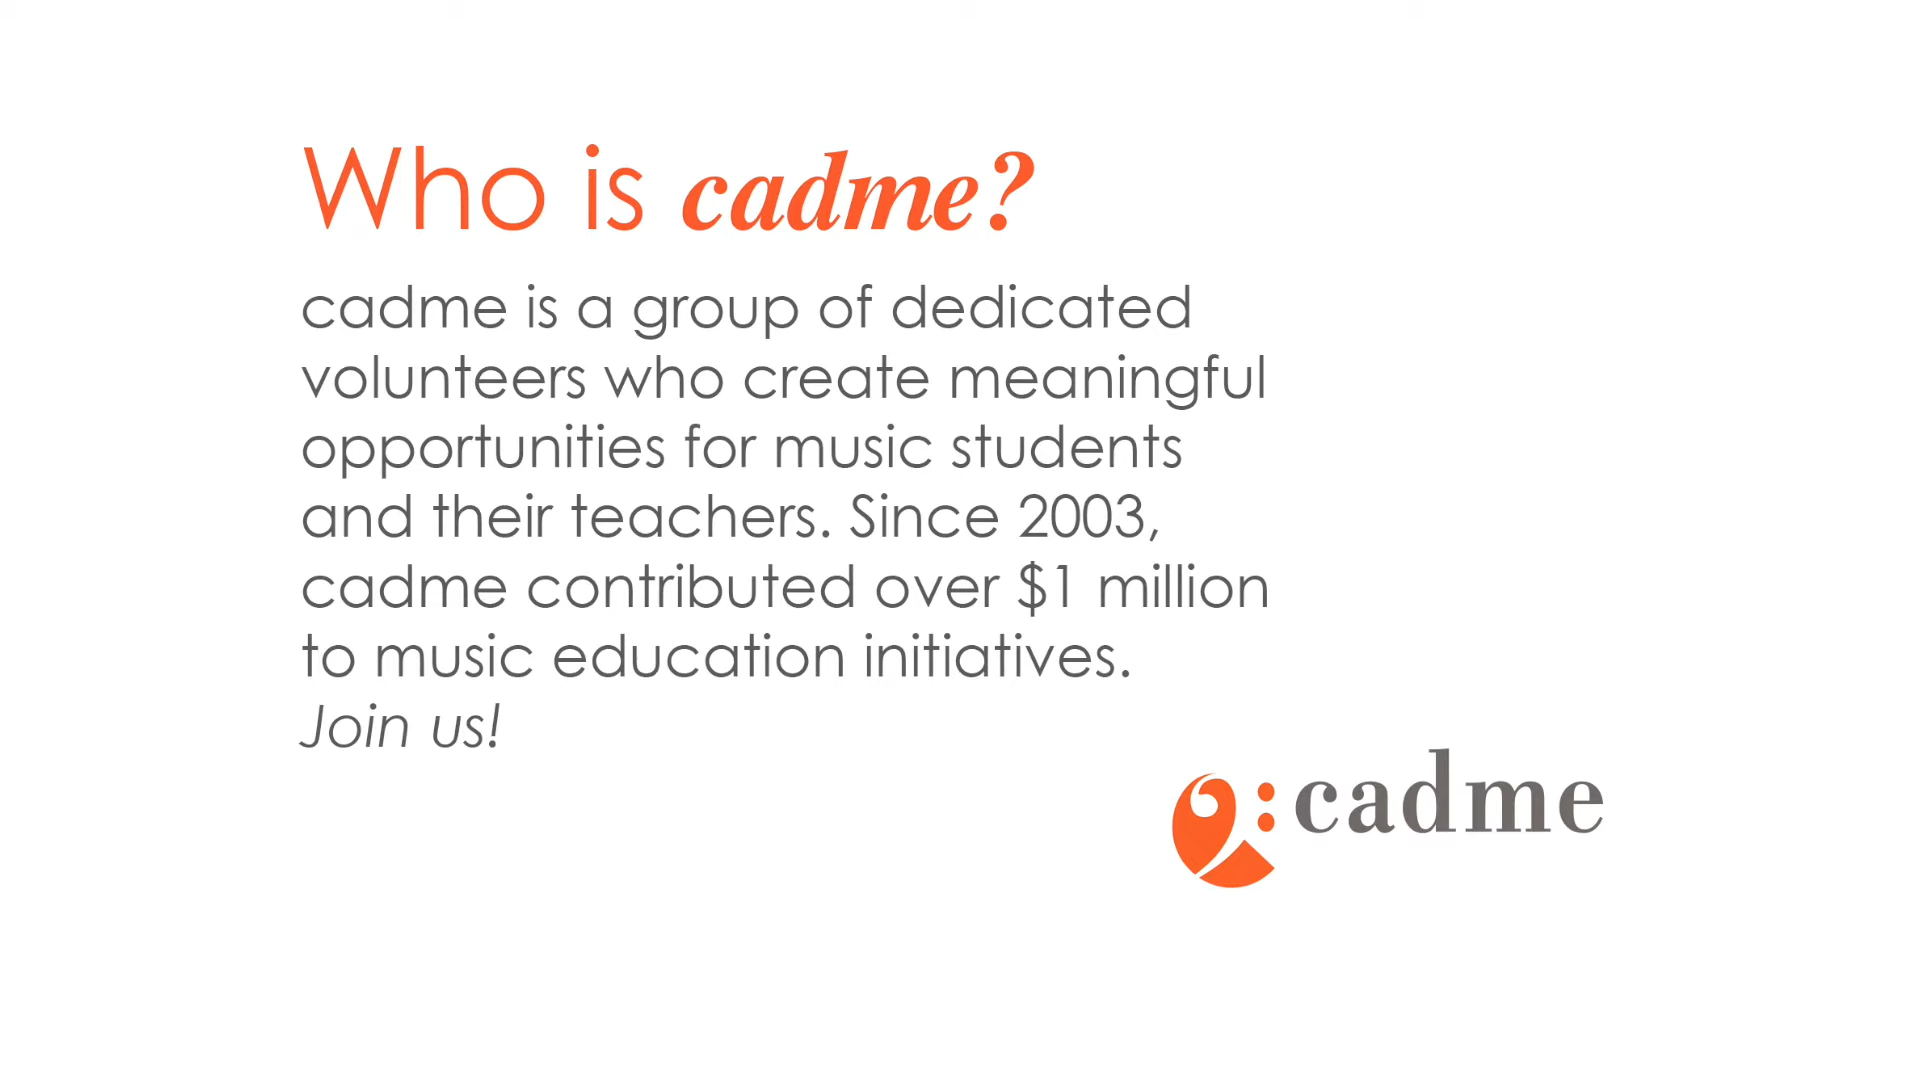 Who is cadme?
cadme is a group of dedicated
volunteers who create meaningful
opportunities for music students
and their teachers. Since 2003,
cadme contributed over $1 million
to music education initiatives.
Join us!
cadme